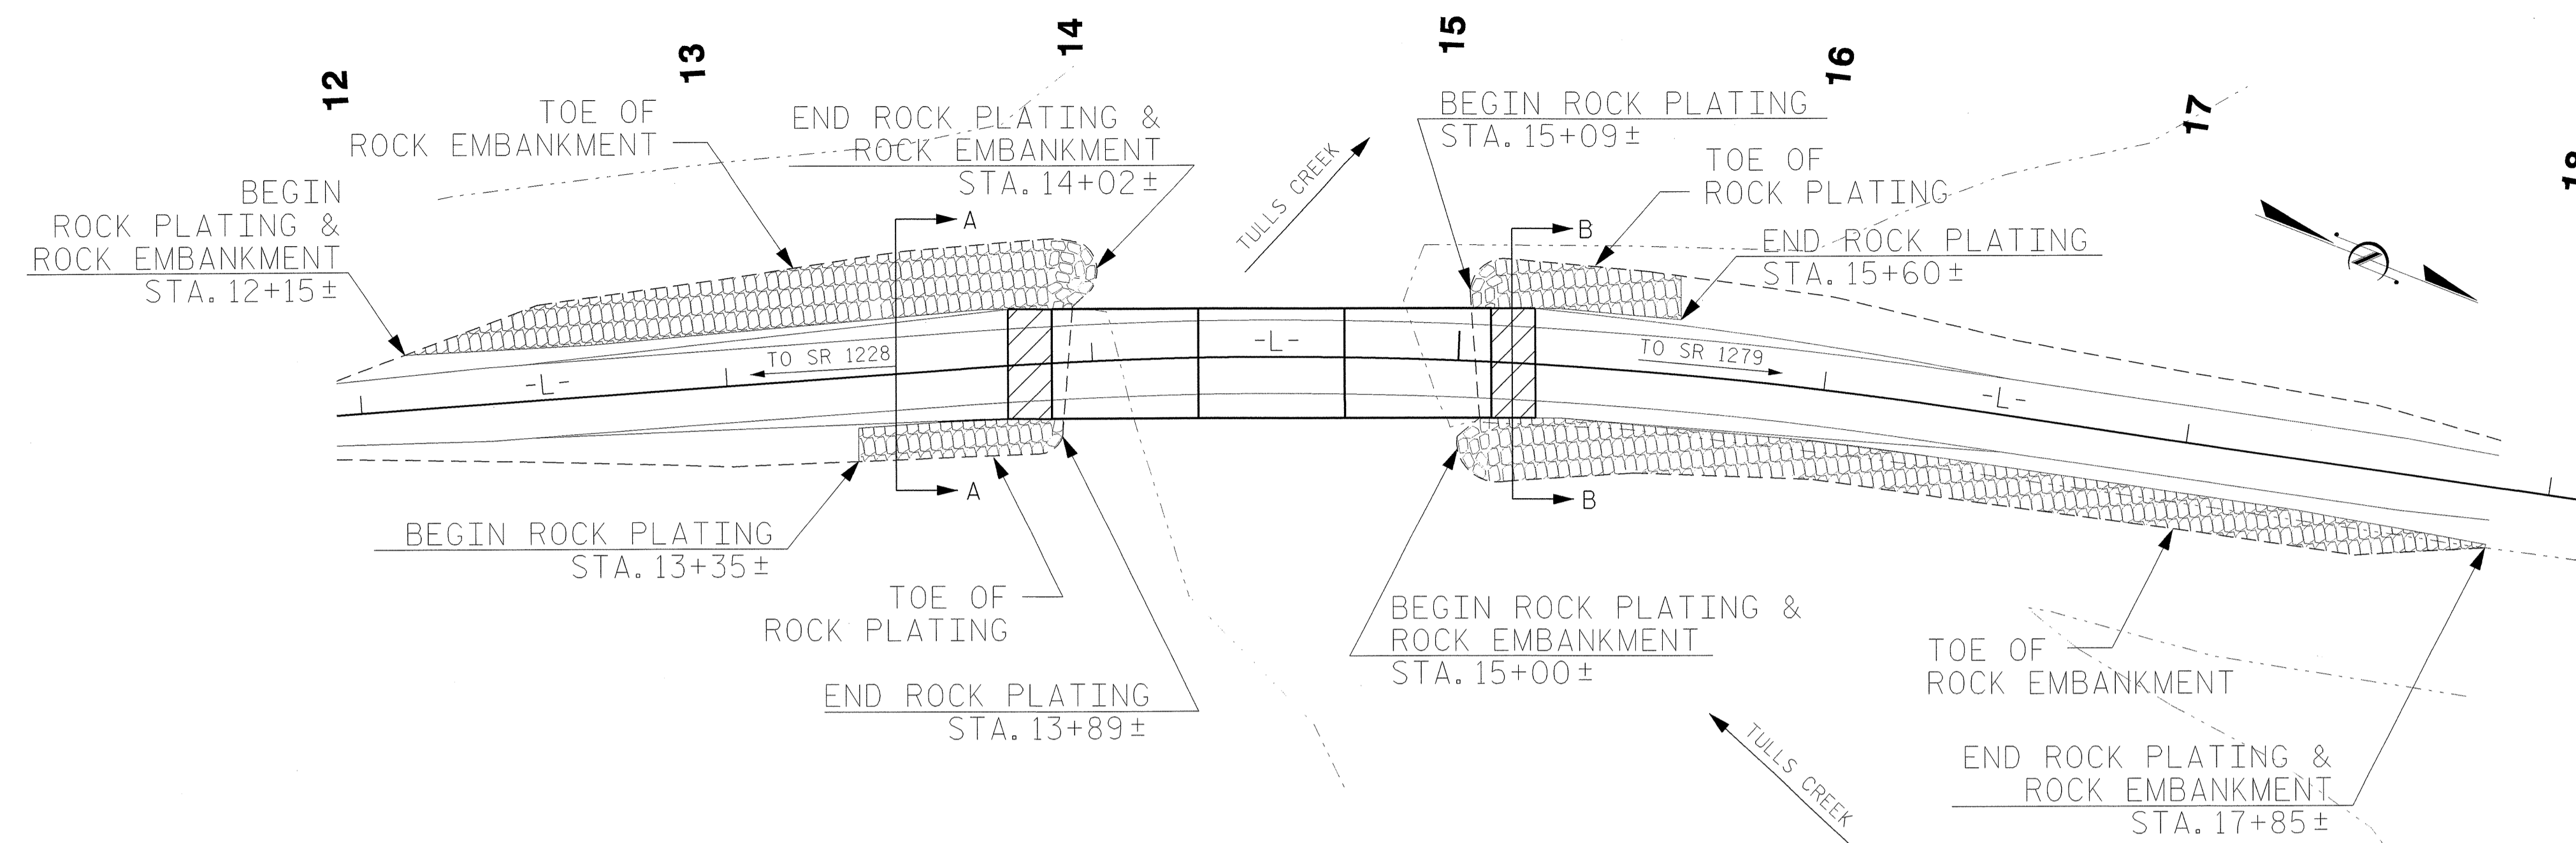 12
13
14
15
16
17
18
TOE OF
ROCK EMBANKMENT
END ROCK PLATING &
ROCK EMBANKMENT
STA. 14+02±
BEGIN
ROCK PLATING &
ROCK EMBANKMENT
STA. 12+15±
TULLS CREEK
BEGIN ROCK PLATING
STA. 15+09±
TOE OF
ROCK PLATING
END ROCK PLATING
STA. 15+60±
A
B
TO SR 1228
-L-
-L-
TO SR 1279
-L-
A
B
BEGIN ROCK PLATING
STA. 13+35±
TOE OF
ROCK PLATING
END ROCK PLATING
STA. 13+89±
BEGIN ROCK PLATING &
ROCK EMBANKMENT
STA. 15+00±
TULLS CREEK
TOE OF
ROCK EMBANKMENT
END ROCK PLATING &
ROCK EMBANKMENT
STA. 17+85±